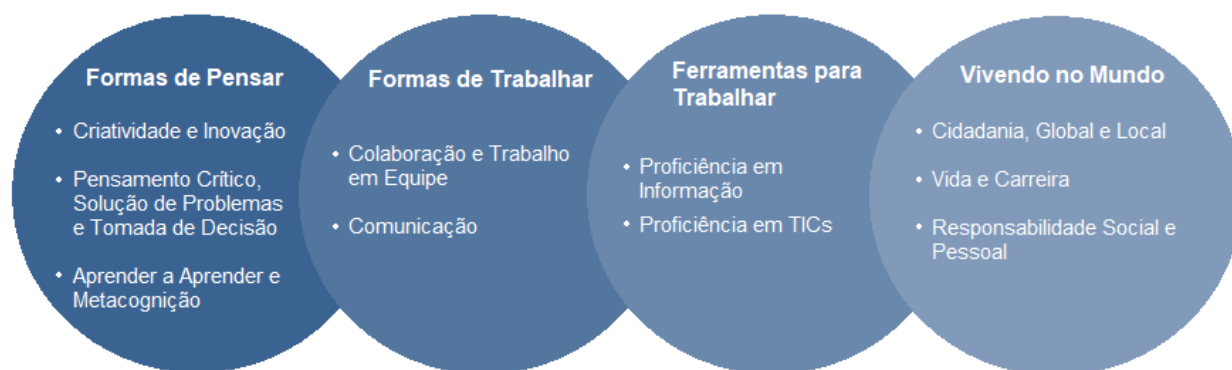 Formas de Pensar
• Criatividade e Inovação
• Pensamento Crítico,
Solução de Problemas
e Tomada de Decisão
• Aprender a Aprender e
Metacognição
Formas de Trabalhar
• Colaboração e Trabalho
em Equipe
• Comunicação
Ferramentas para
Trabalhar
• Proficiência em
Informação
• Proficiência em TICs
Vivendo no Mundo
• Cidadania, Global e Local
• Vida e Carreira
• Responsabilidade Social e
Pessoal